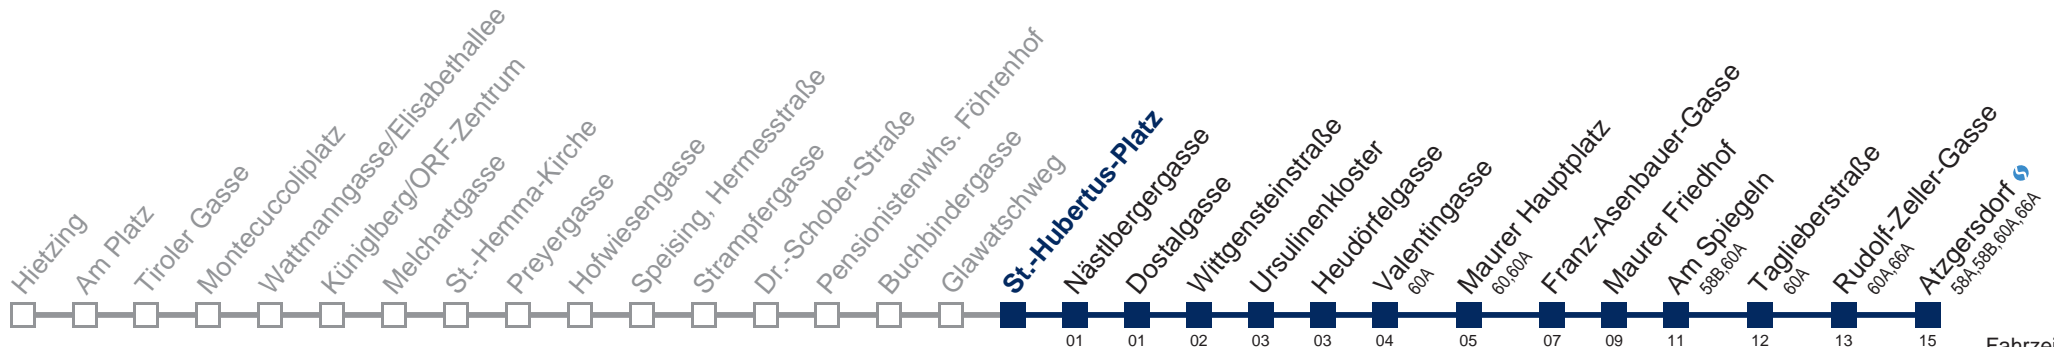 Hietzing
Am Platz
Tiroler Gasse
Montecuccoliplatz
Wattmanngasse/Elisabethallee
Küniglberg/ORF-Zentrum
Melchartgasse
St.-Hemma-Kirche
Preyergasse
Hofwiesengasse
Speising, Hermesstraße
Strampfergasse
Dr.-Schober-Straße
Pensionistenwhs. Föhrenhof
Buchbindergasse
Glawatschweg
St.-Hubertus-Platz
Nästlbergergasse
Dostalgasse
Wittgensteinstraße
Ursulinenkloster
Heudörfelgasse
Valentingasse
60A
Maurer Hauptplatz
60,60A
Franz-Asenbauer-Gasse
Maurer Friedhof
Am Spiegeln
58B,60A
Taglieberstraße
60A
Rudolf-Zeller-Gasse
60A,66A
Atzgersdorf
58A,58B,60A,66A
01 01 02 03 03 04 05 07 09 11 12 13 15